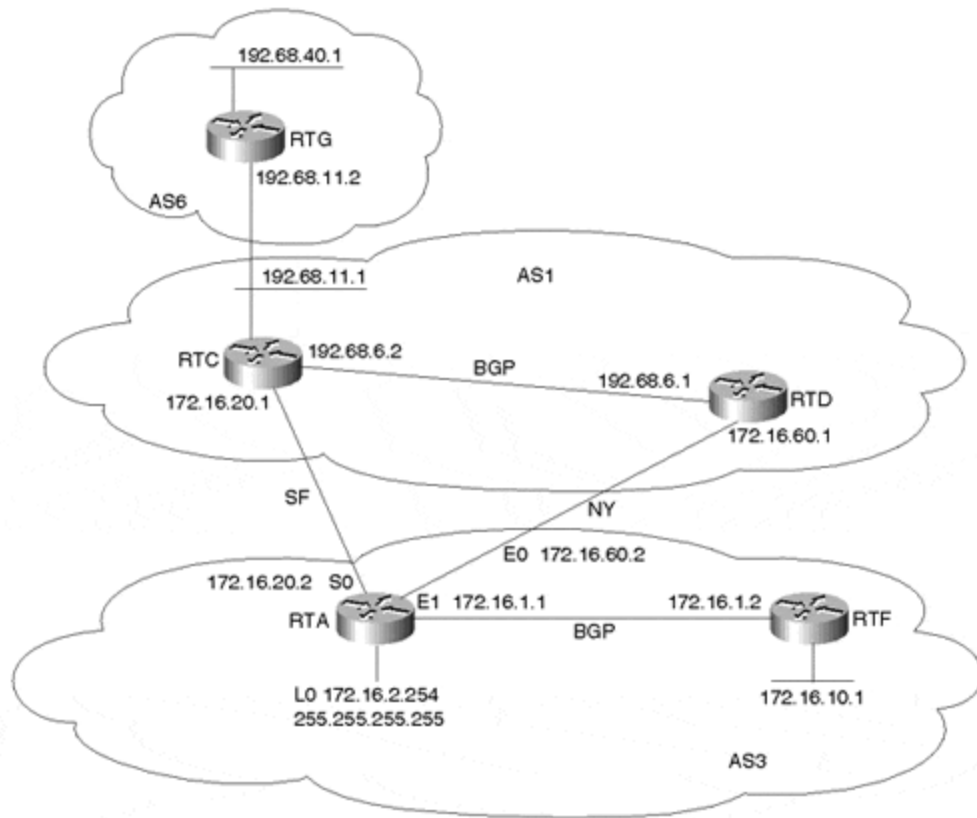 192.68.40.1
RTG
192.68.11.2
AS6
192.68.11.1
AS1
RTC
192.68.6.2
BGP
192.68.6.1
RTD
172.16.20.1
172.16.60.1
SF
NY
E0 172.16.60.2
172.16.20.2 S0
E1 172.16.1.1
172.16.1.2
RTA
BGP
RTF
L0 172.16.2.254
255.255.255.255
172.16.10.1
AS3